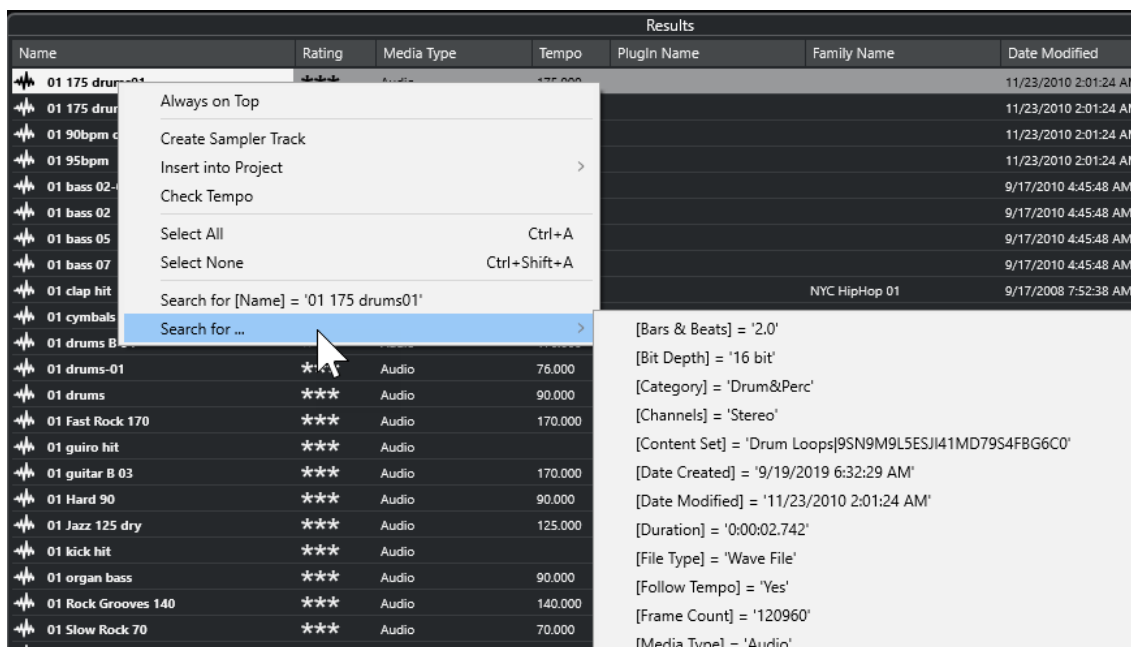 Results
Name Rating Media Type Tempo PlugIn Name Family Name Date Modified
01 175 drums01 *** Audio 175.000 11/23/2010 2:01:24 AM
01 175 drur 11/23/2010 2:01:24 AM
01 90bpm 11/23/2010 2:01:24 AM
01 95bpm 11/23/2010 2:01:24 AM
01 bass 02- 9/17/2010 4:45:48 AM
01 bass 02 9/17/2010 4:45:48 AM
01 bass 05 9/17/2010 4:45:48 AM
01 bass 07 9/17/2010 4:45:48 AM
01 clap hit NYC HipHop 01 9/17/2008 7:52:38 AM
01 cymbals
01 drums B
01 drums-01 *** Audio 76.000
01 drums *** Audio 90.000
01 Fast Rock 170 *** Audio 170.000
01 guiro hit *** Audio
01 guitar B 03 *** Audio 170.000
01 Hard 90 *** Audio 90.000
01 Jazz 125 dry *** Audio 125.000
01 kick hit *** Audio
01 organ bass *** Audio 90.000
01 Rock Grooves 140 *** Audio 140.000
01 Slow Rock 70 *** Audio 70.000
Always on Top
Create Sampler Track
Insert into Project >
Check Tempo
Select All Ctrl+A
Select None Ctrl+Shift+A
Search for [Name] = '01 175 drums01'
Search for ... >
[Bars & Beats] = '2.0'
[Bit Depth] = '16 bit'
[Category] = 'Drum&Perc'
[Channels] = 'Stereo'
[Content Set] = 'Drum Loops|9SN9M9L5ESJI41MD79S4FBG6C0'
[Date Created] = '9/19/2019 6:32:29 AM'
[Date Modified] = '11/23/2010 2:01:24 AM'
[Duration] = '0:00:02.742'
[File Type] = 'Wave File'
[Follow Tempo] = 'Yes'
[Frame Count] = '120960'
[Media Type] = 'Audio'